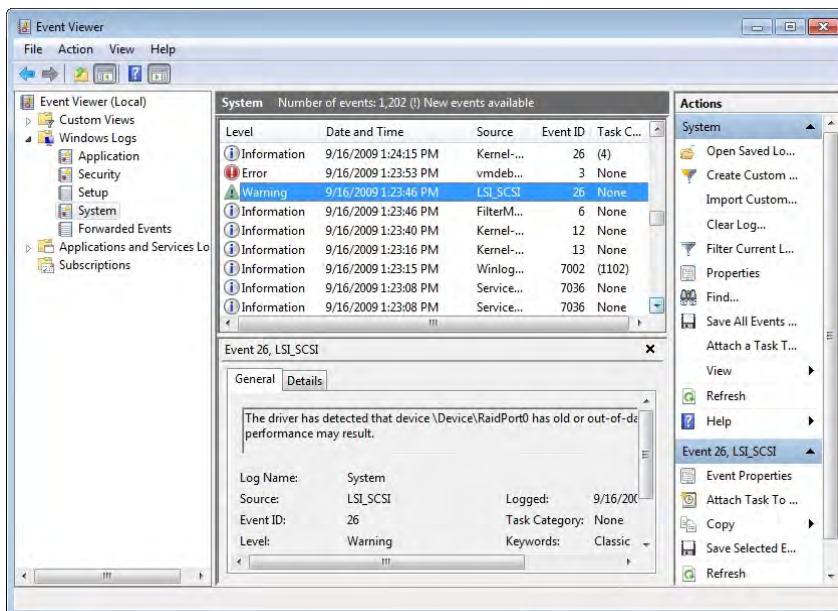 Event Viewer
File Action View Help
Event Viewer (Local)
Custom Views
Windows Logs
Application
Security
Setup
System
Forwarded Events
Applications and Services Lo
Subscriptions
System Number of events: 1,202 (!) New events available
Level Date and Time Source Event ID Task C...
Information 9/16/2009 1:24:15 PM Kernel-... 26 (4)
Error 9/16/2009 1:23:53 PM vmdeb... 3 None
Warning 9/16/2009 1:23:46 PM LSI_SCSI 26 None
Information 9/16/2009 1:23:46 PM FilterM... 6 None
Information 9/16/2009 1:23:40 PM Kernel-... 12 None
Information 9/16/2009 1:23:16 PM Kernel-... 13 None
Information 9/16/2009 1:23:15 PM Winlog... 7002 (1102)
Information 9/16/2009 1:23:08 PM Service... 7036 None
Information 9/16/2009 1:23:08 PM Service... 7036 None
Event 26, LSI_SCSI
General Details
The driver has detected that device \Device\RaidPort0 has old or out-of-da
performance may result.
Log Name: System
Source: LSI_SCSI Logged: 9/16/200
Event ID: 26 Task Category: None
Level: Warning Keywords: Classic
Actions
System
Open Saved Lo...
Create Custom ...
Import Custom...
Clear Log...
Filter Current L...
Properties
Find...
Save All Events ...
Attach a Task T...
View
Refresh
Help
Event 26, LSI_SCSI
Event Properties
Attach Task To ...
Copy
Save Selected E...
Refresh